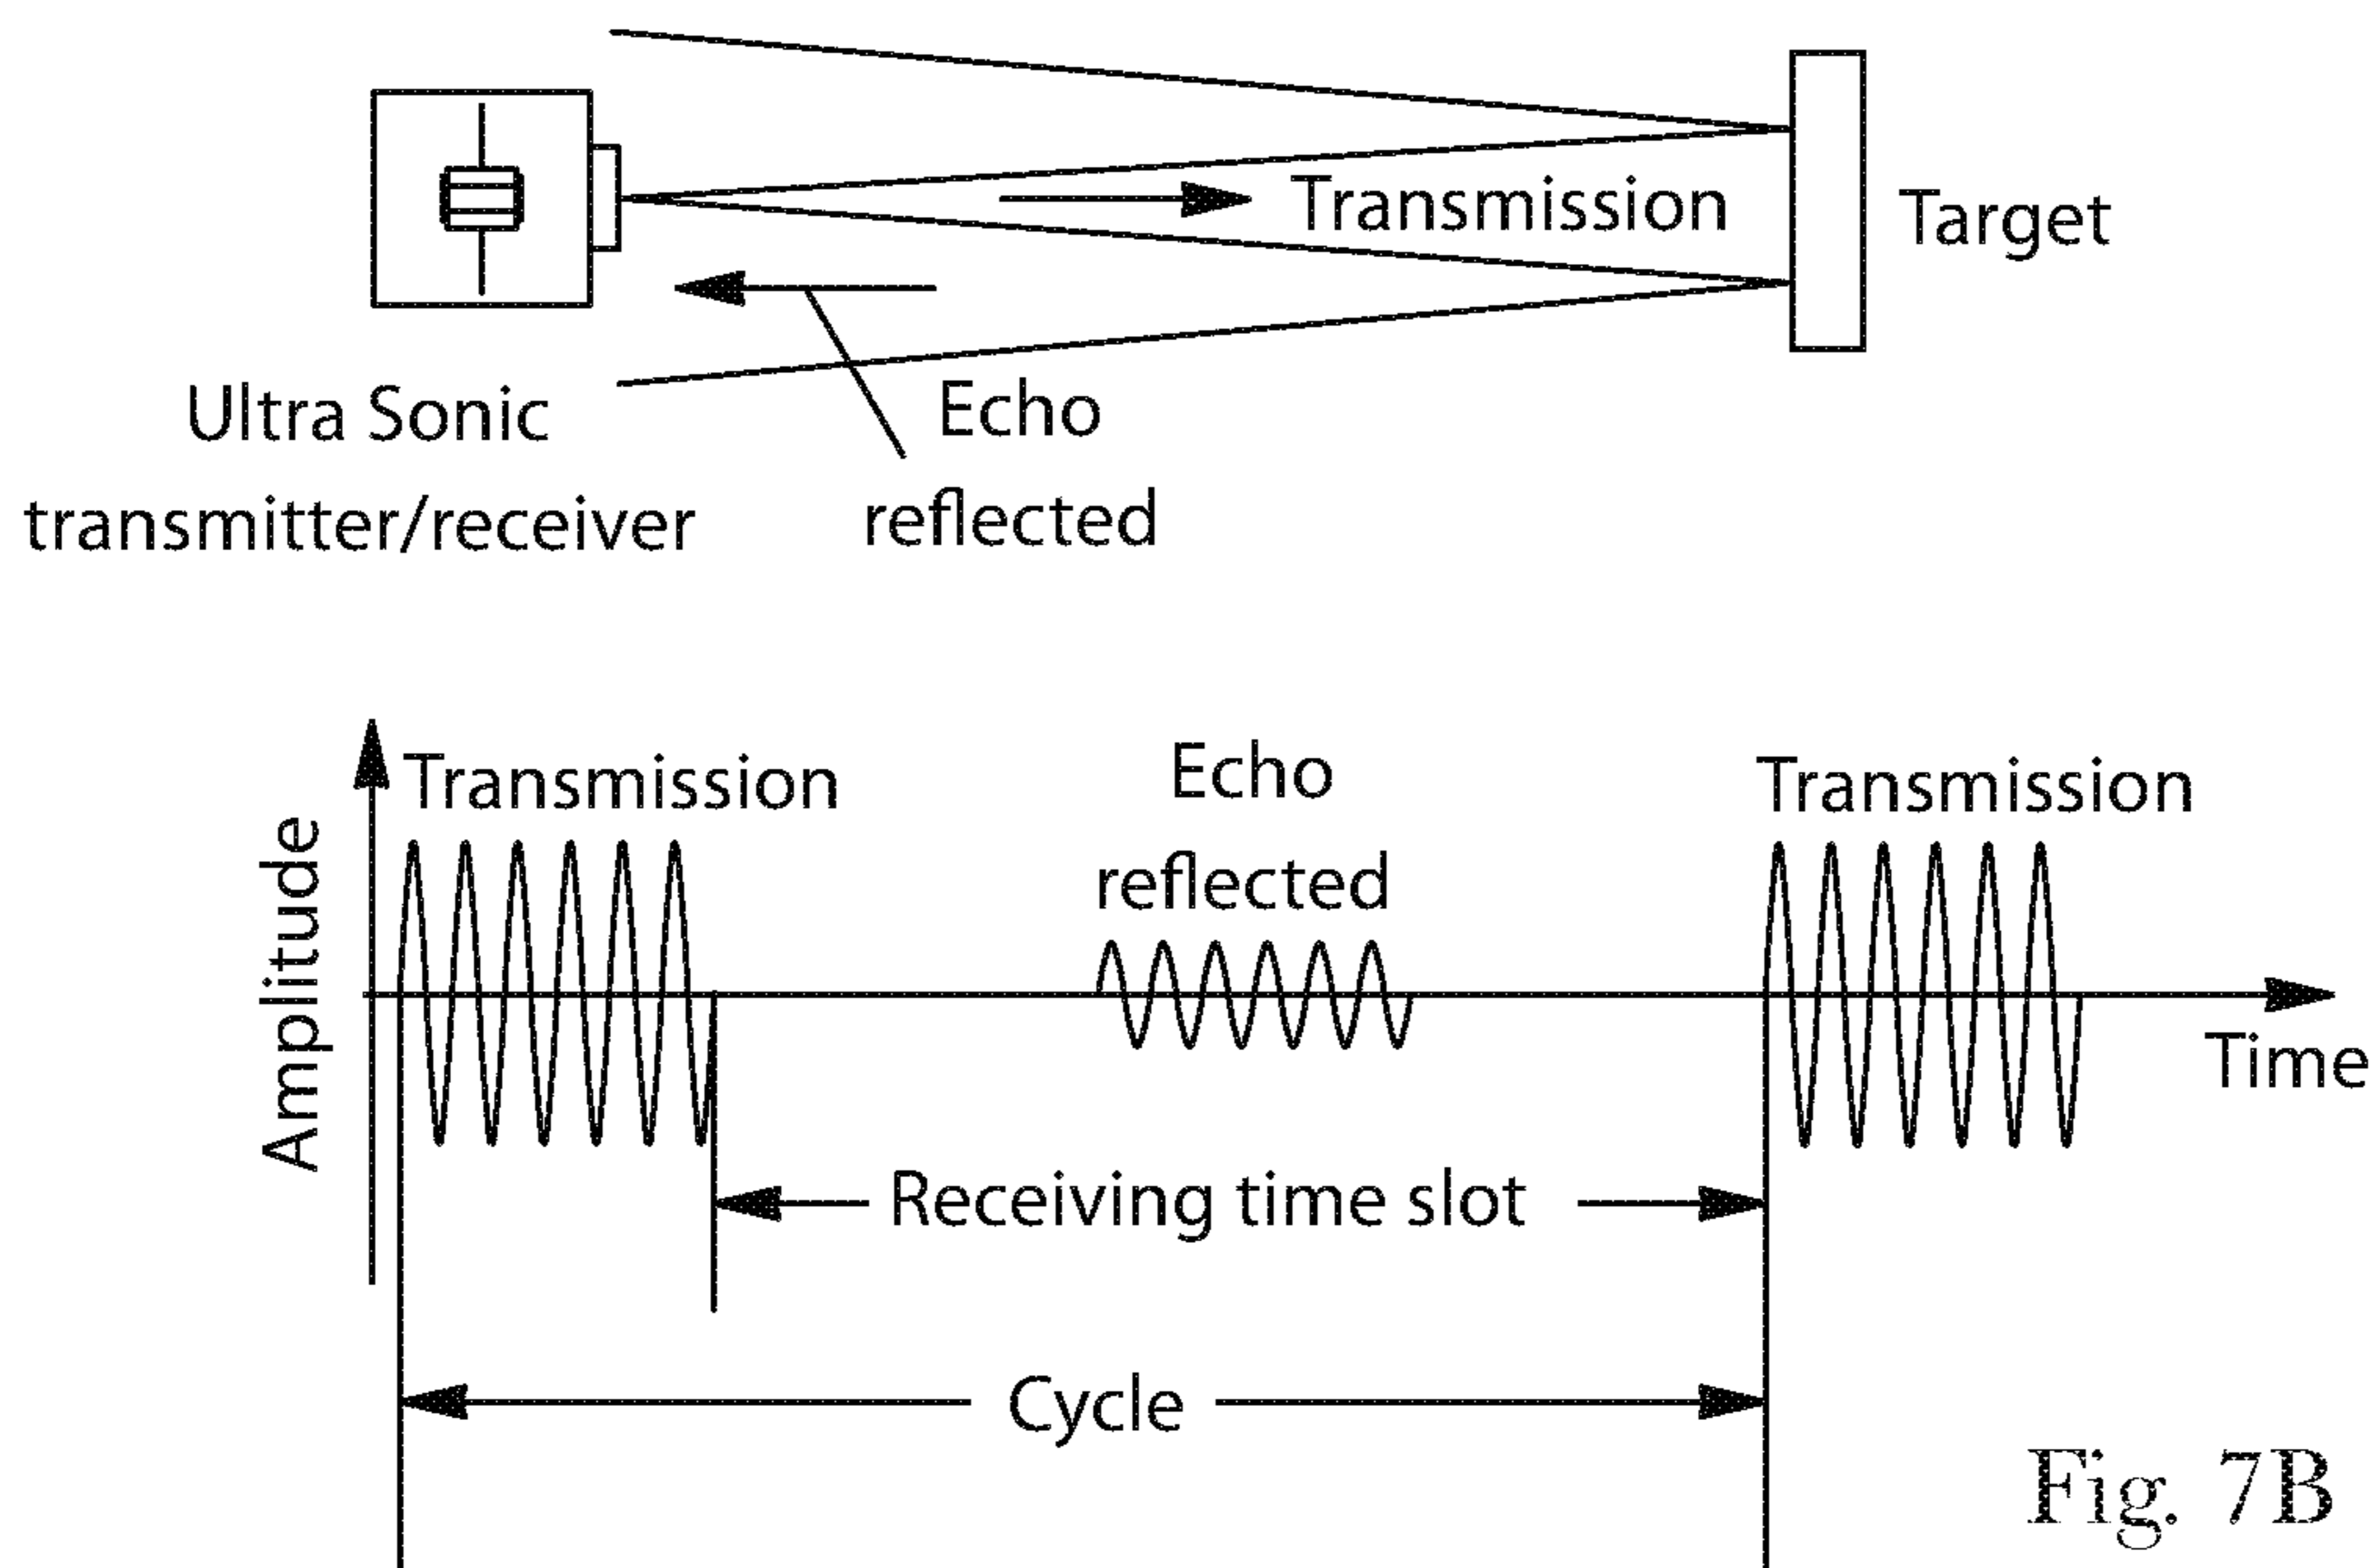 Transmission
Target
Ultra Sonic
transmitter/receiver
Echo
reflected
Transmission
Echo
reflected
Transmission
Amplitude
Time
Receiving time slot
Cycle
Fig. 7B